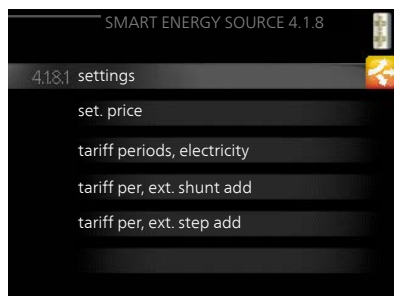 SMART ENERGY SOURCE 4.1.8
4.1.8.1 settings
set. price
tariff periods, electricity
tariff per, ext. shunt add
tariff per, ext. step add